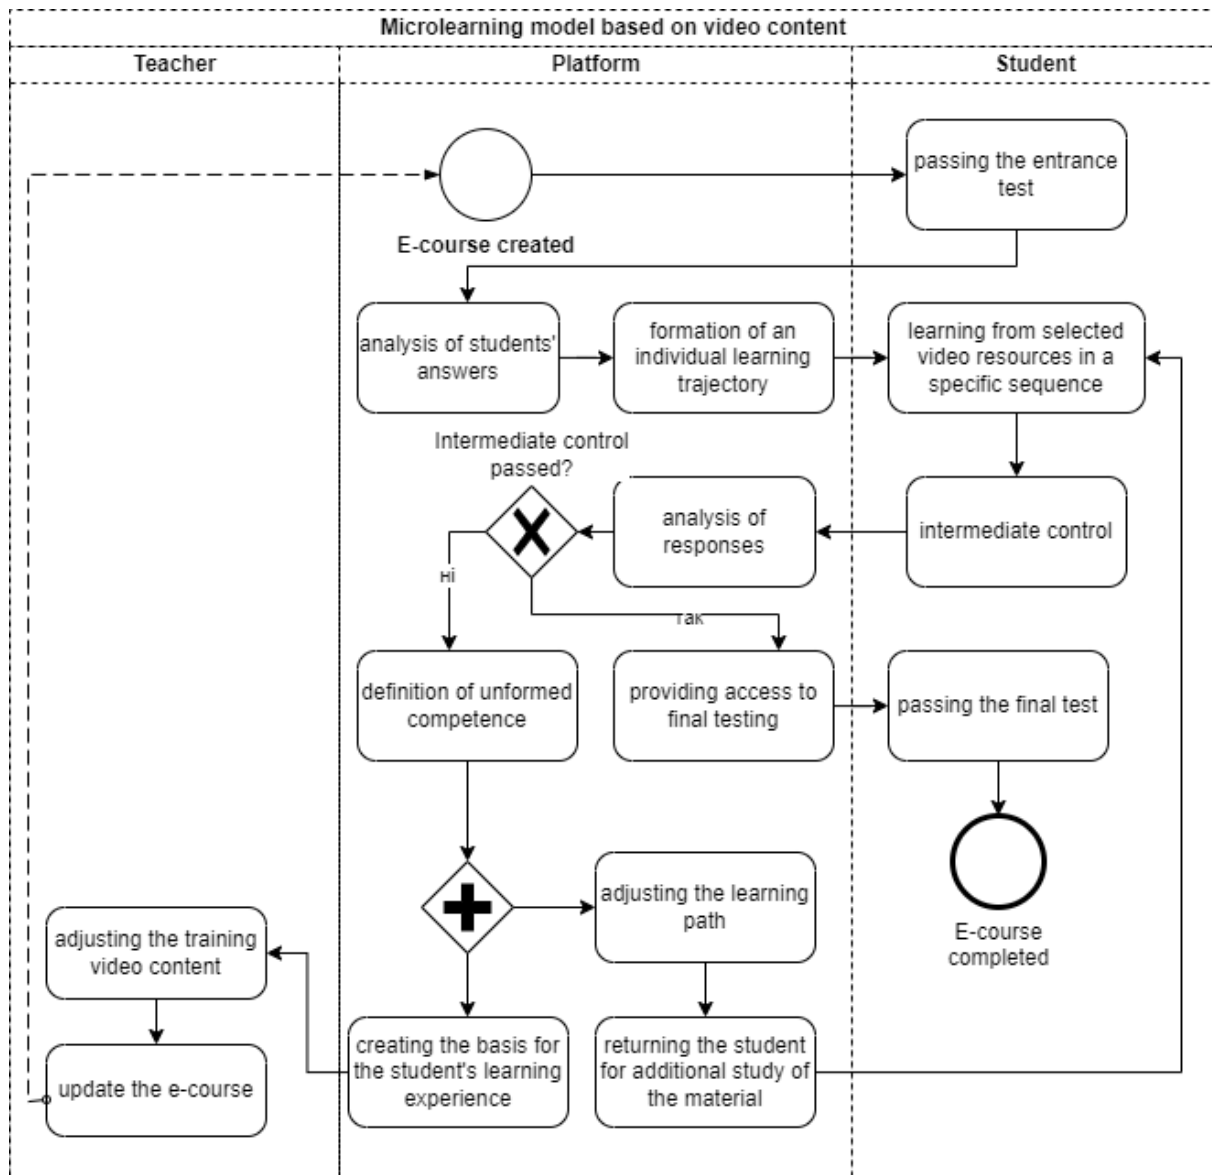 Microlearning model based on video content
Teacher
Platform
Student
passing the entrance
test
E-course created
analysis of students'
answers
formation of an
individual learning
trajectory
learning from selected
video resources in a
specific sequence
Intermediate control
passed?
analysis of
responses
intermediate control
ні
так
definition of unformed
competence
providing access to
final testing
passing the final test
adjusting the learning
path
E-course
completed
adjusting the training
video content
creating the basis for
the student's learning
experience
returning the student
for additional study of
the material
update the e-course